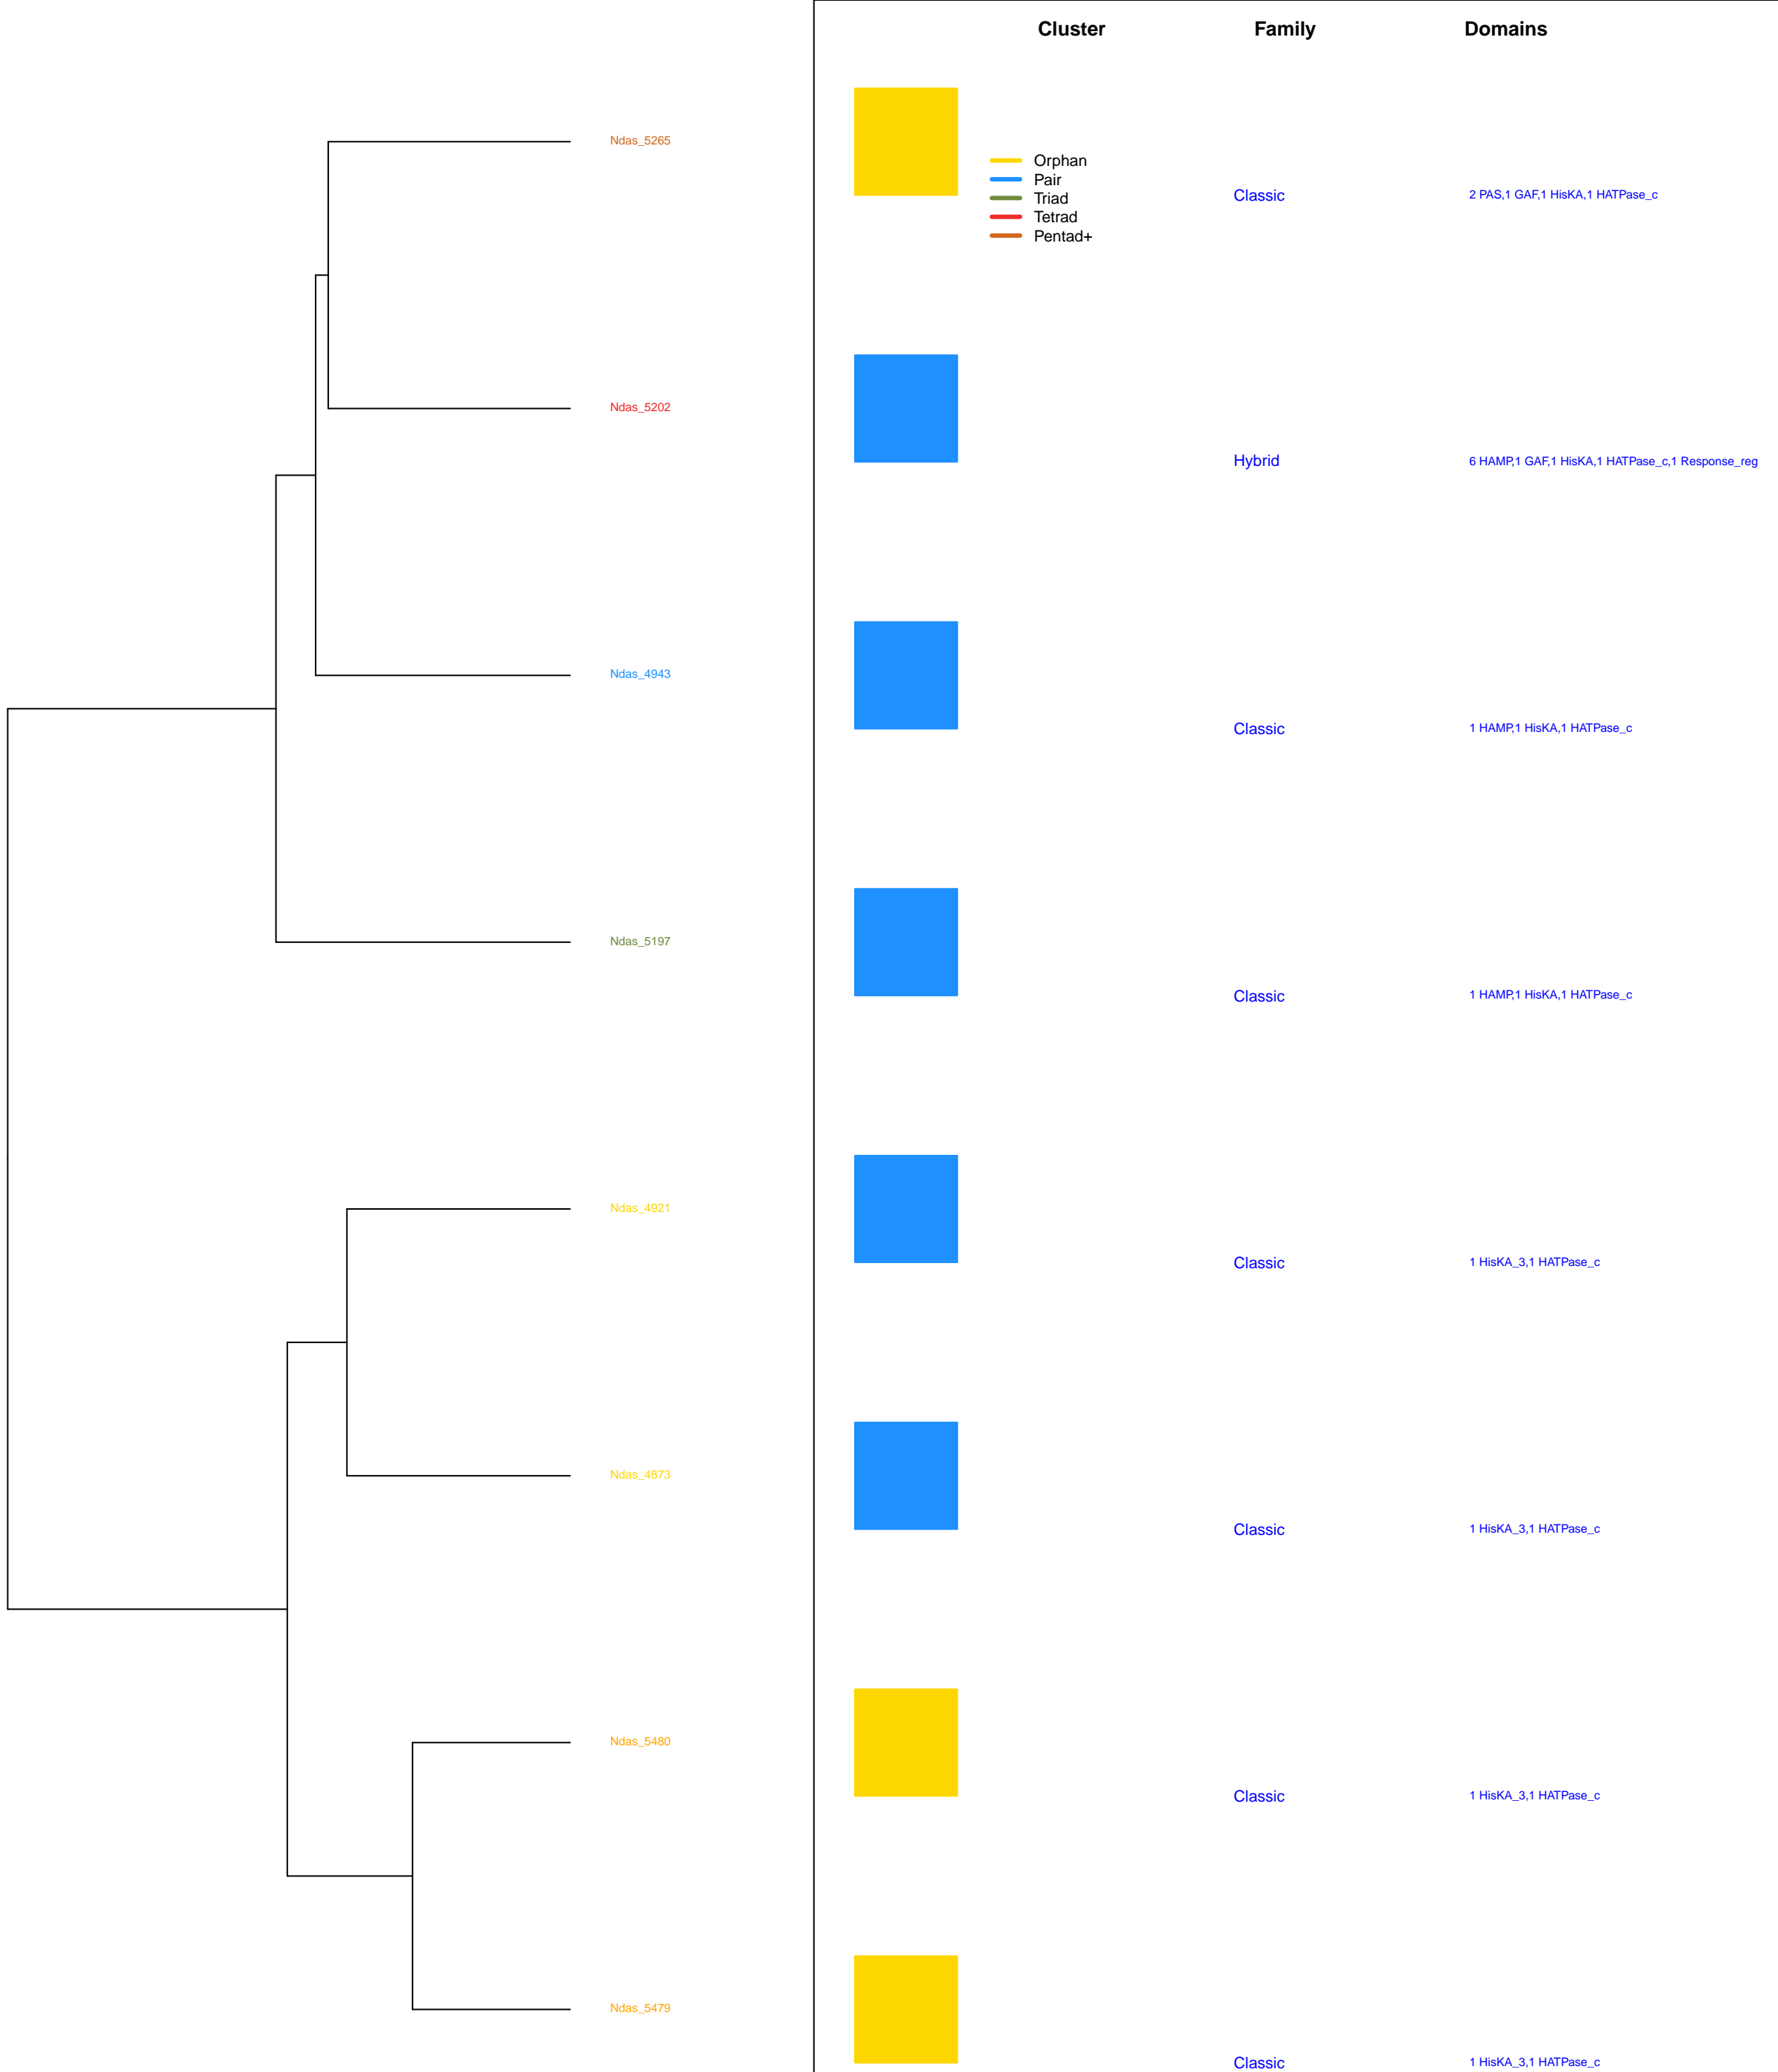 Cluster Family Domains
Ndas_5265
Orphan
Pair
Triad
Tetrad
Pentad+
Classic 2 PAS,1 GAF,1 HisKA,1 HATPase_c
Ndas_5202
Hybrid 6 HAMP,1 GAF,1 HisKA,1 HATPase_c,1 Response_reg
Ndas_4943
Classic 1 HAMP,1 HisKA,1 HATPase_c
Ndas_5197
Classic 1 HAMP,1 HisKA,1 HATPase_c
Ndas_4921
Classic 1 HisKA_3,1 HATPase_c
Ndas_4873
Classic 1 HisKA_3,1 HATPase_c
Ndas_5480
Classic 1 HisKA_3,1 HATPase_c
Ndas_5479
Classic 1 HisKA_3,1 HATPase_c